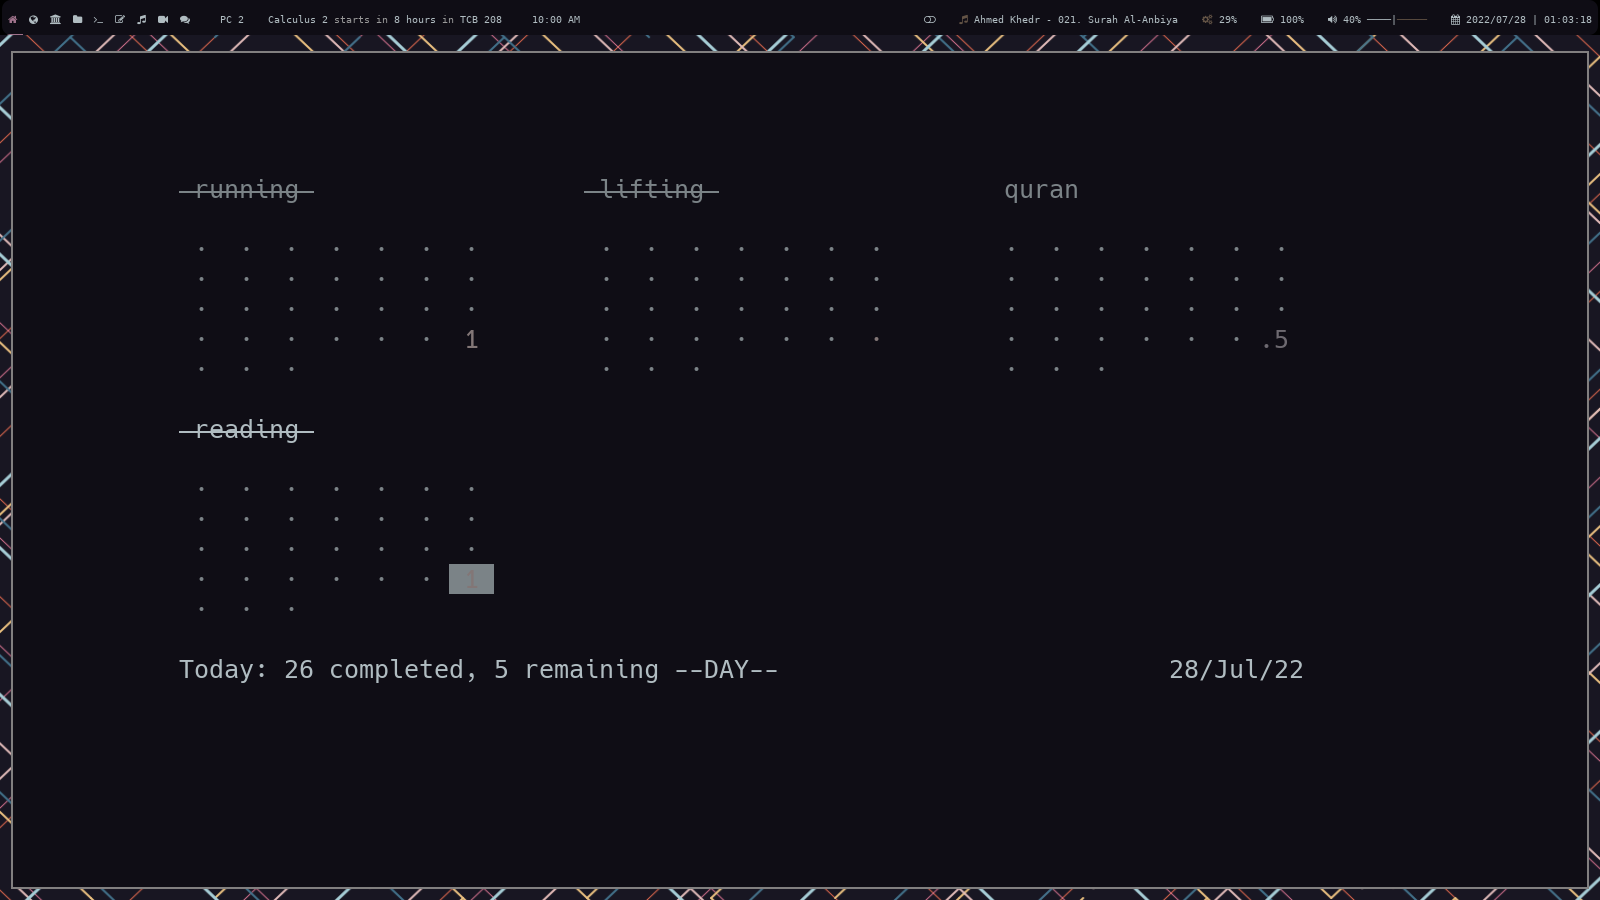 PC 2 Calculus 2 starts in 8 hours in TCB 208 10:00 AM Ahmed Khedr - 021. Surah Al-Anbiya 29% 100% 40% 2022/07/28 | 01:03:18
running lifting quran
1 .5
reading
1
Today: 26 completed, 5 remaining --DAY-- 28/Jul/22